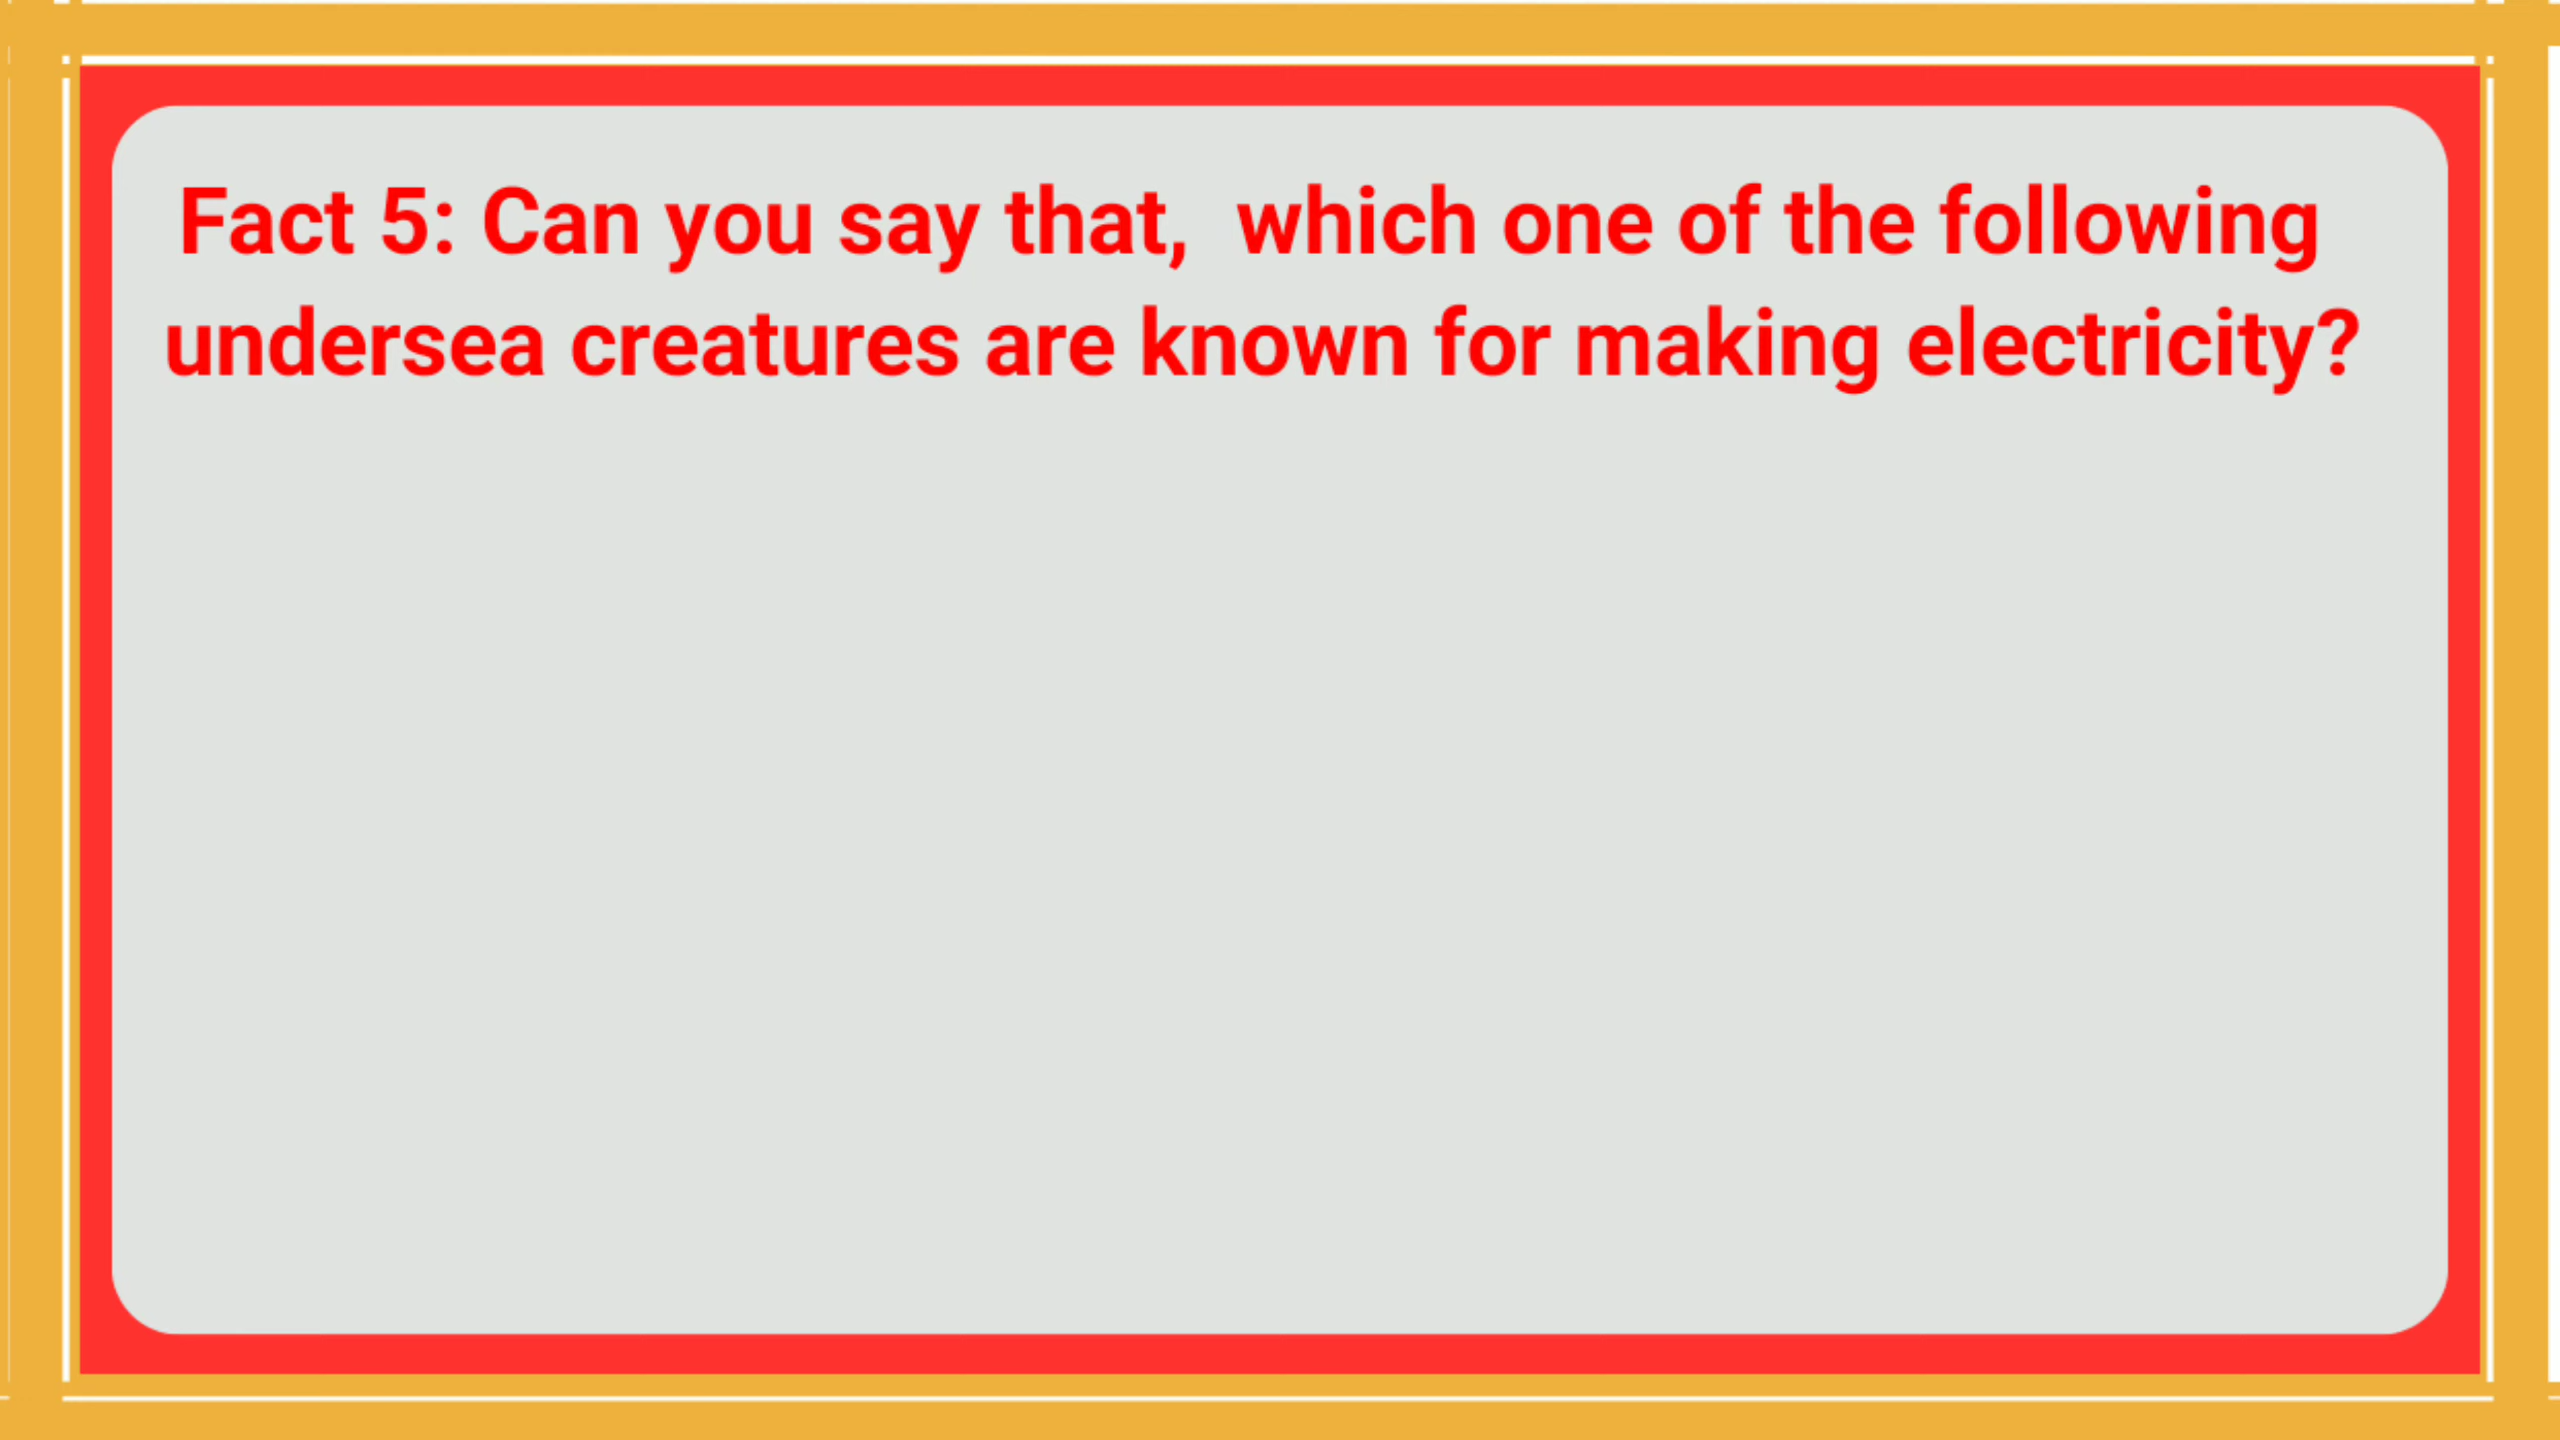 Fact 5: Can you say that,  which one of the following
undersea creatures are known for making electricity?